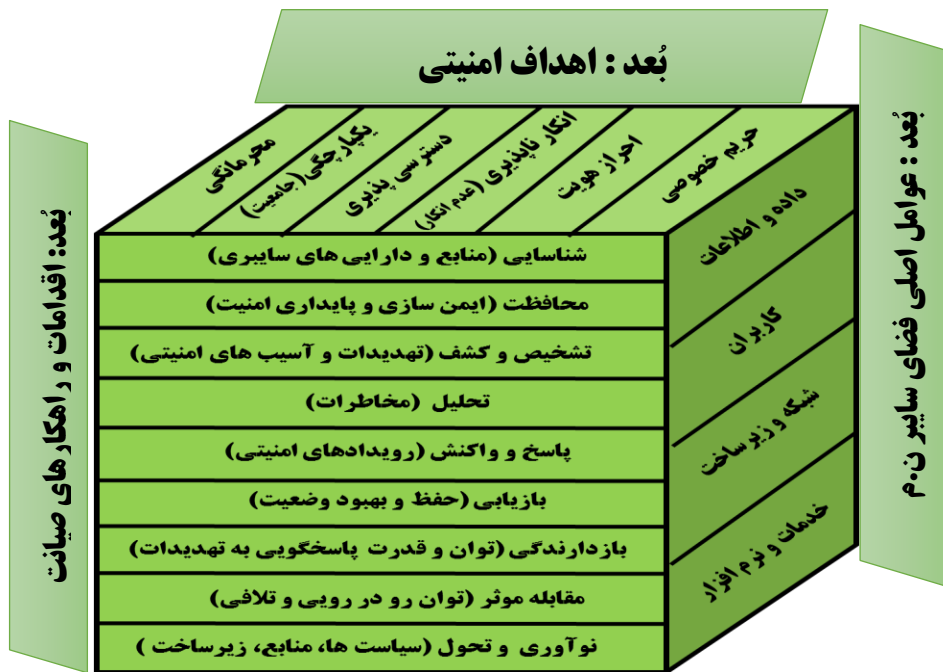 بُعد : اهداف امنیتی
محرمانگی
یکپارچگی(جامعیت)
دسترسی پذیری
انکار ناپذیری (عدم انکار)
احراز هویت
حریم خصوصی
بُعد : عوامل اصلی فضای سایبر ن.م
داده و اطلاعات
کاربران
شبکه و زیرساخت
خدمات و نرم افزار
بُعد: اقدامات و راهکارهای صیانت
شناسایی (منابع و دارایی های سایبری)
محافظت (ایمن سازی و پایداری امنیت)
تشخیص و کشف (تهدیدات و آسیب های امنیتی)
تحلیل (مخاطرات)
پاسخ و واکنش (رویدادهای امنیتی)
بازیابی (حفظ و بهبود وضعیت)
بازدارندگی (توان و قدرت پاسخگویی به تهدیدات)
مقابله موثر (توان رو در رویی و تلافی)
نوآوری و تحول (سیاست ها، منابع، زیرساخت )